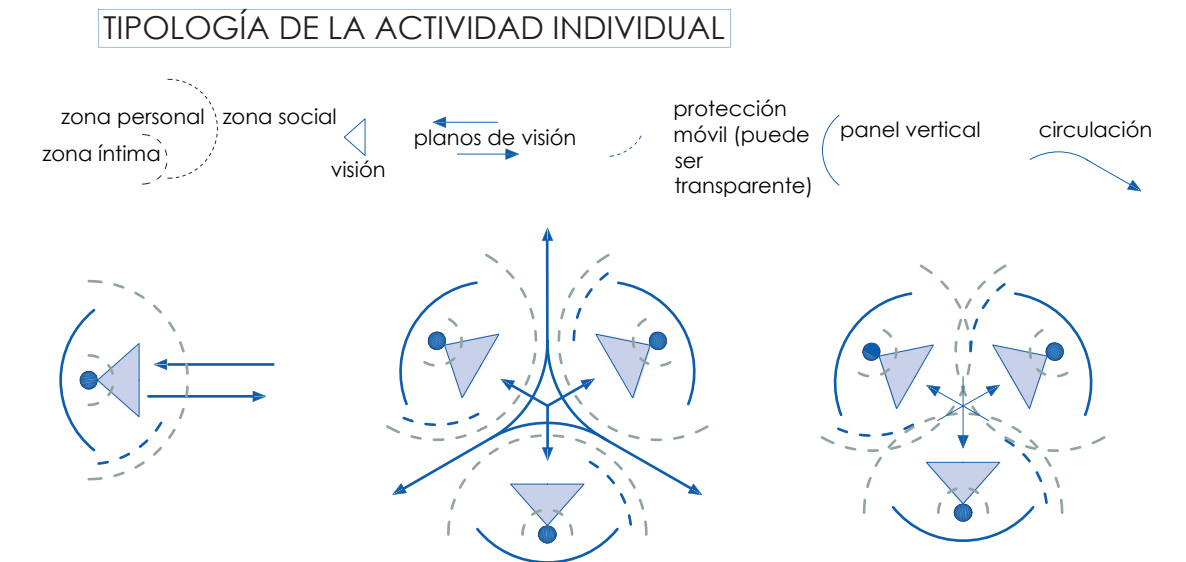 TIPOLOGÍA DE LA ACTIVIDAD INDIVIDUAL
zona personal
zona social
zona íntima
visión
planos de visión
protección
móvil (puede
ser
transparente)
panel vertical
circulación